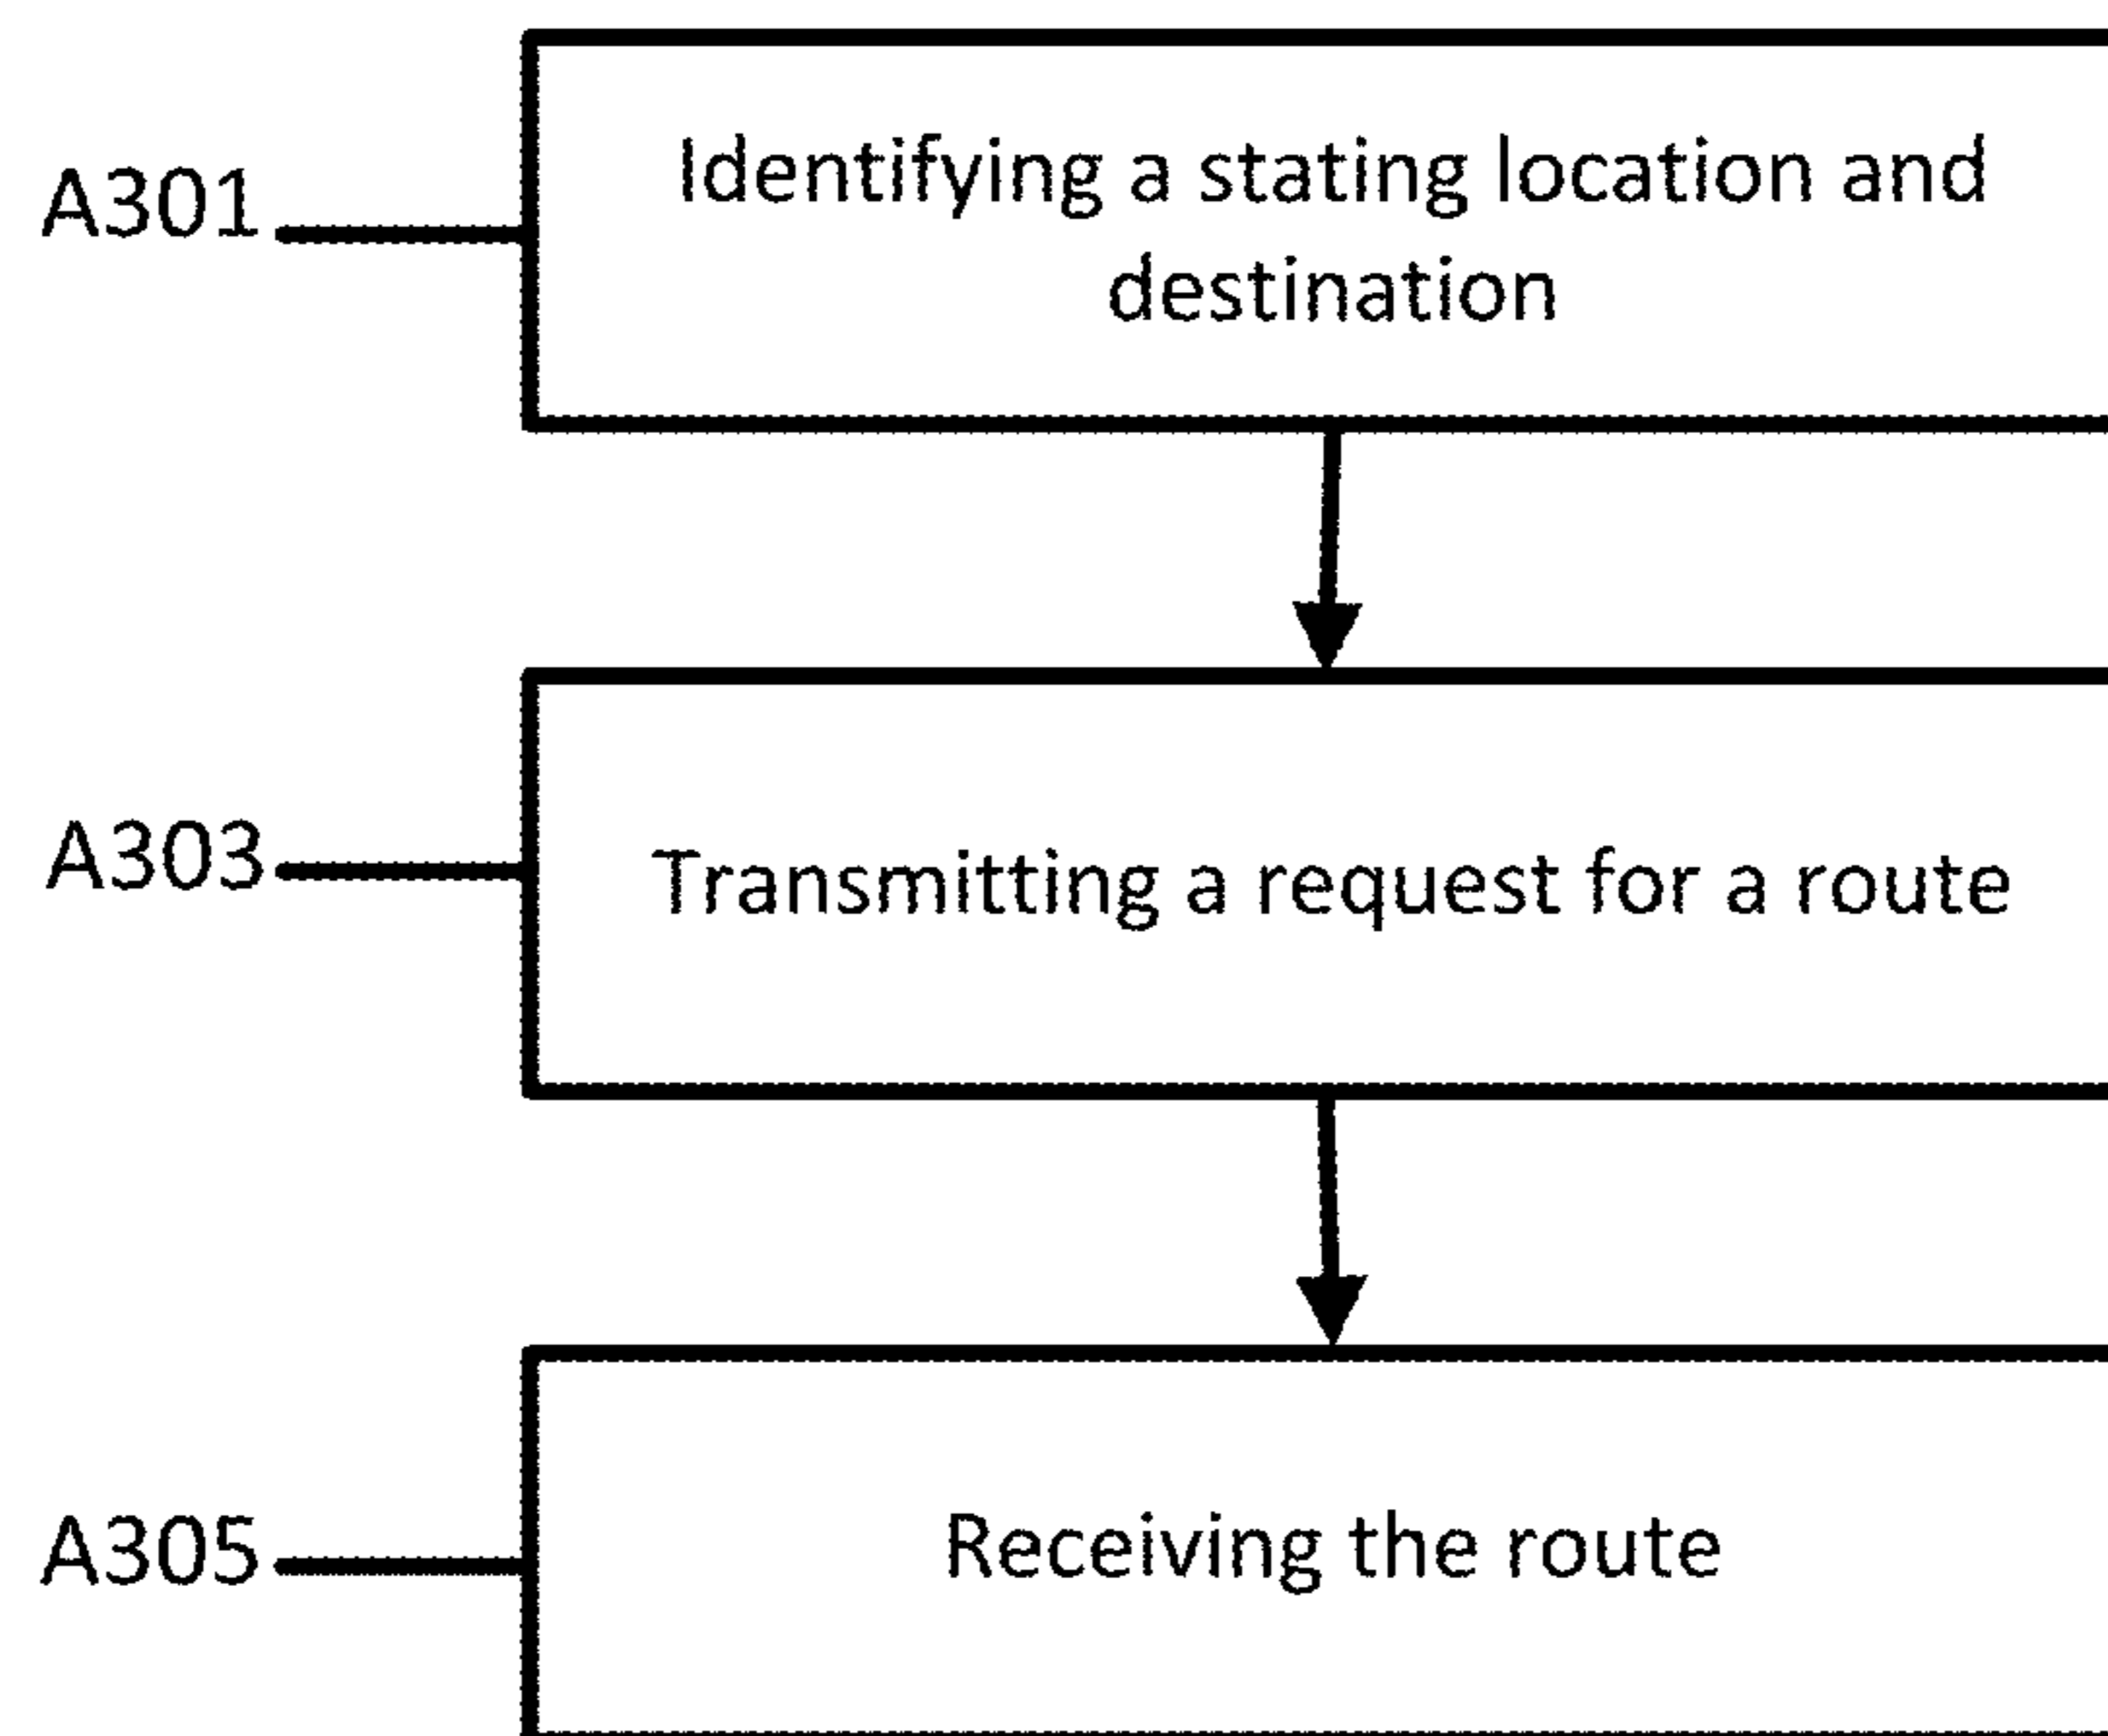 A301
Identifying a stating location and
destination
A303
Transmitting a request for a route
A305
Receiving the route